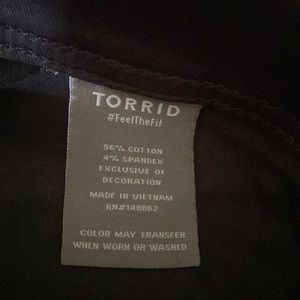 TORRID
#FeelTheFit
96% COTTON
4% SPANDEX
EXCLUSIVE OF
DECORATION
MADE IN VIETNAM
RN#148862
COLOR MAY TRANSFER
WHEN WORN OR WASHED